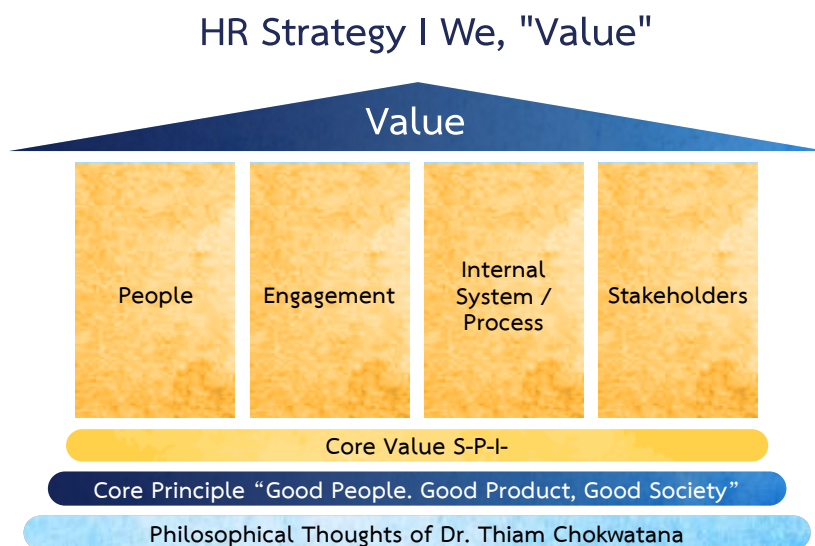 HR Strategy I We, "Value"
Value
People
Engagement
Internal
System /
Process
Stakeholders
Core Value S-P-I-
Core Principle “Good People. Good Product, Good Society”
Philosophical Thoughts of Dr. Thiam Chokwatana